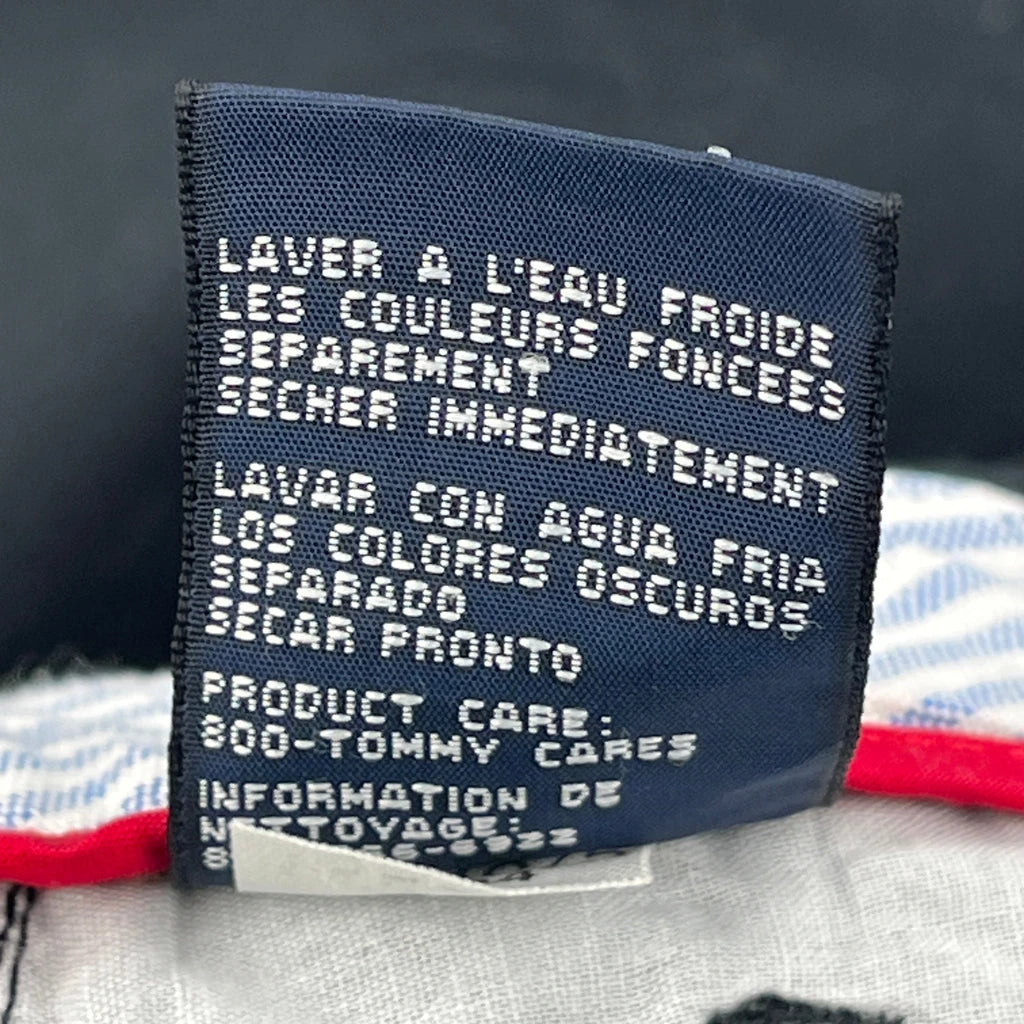 LAVER A L'EAU FROIDE
LES COULEURS FONCEES
SEPAREMENT
SECHER IMMEDIATEMENT
LAVAR CON AGUA FRIA
LOS COLORES OSCUROS
SEPARADO
SECAR PRONTO
PRODUCT CARE:
800-TOMMY CARES
INFORMATION DE
NETTOYAGE: